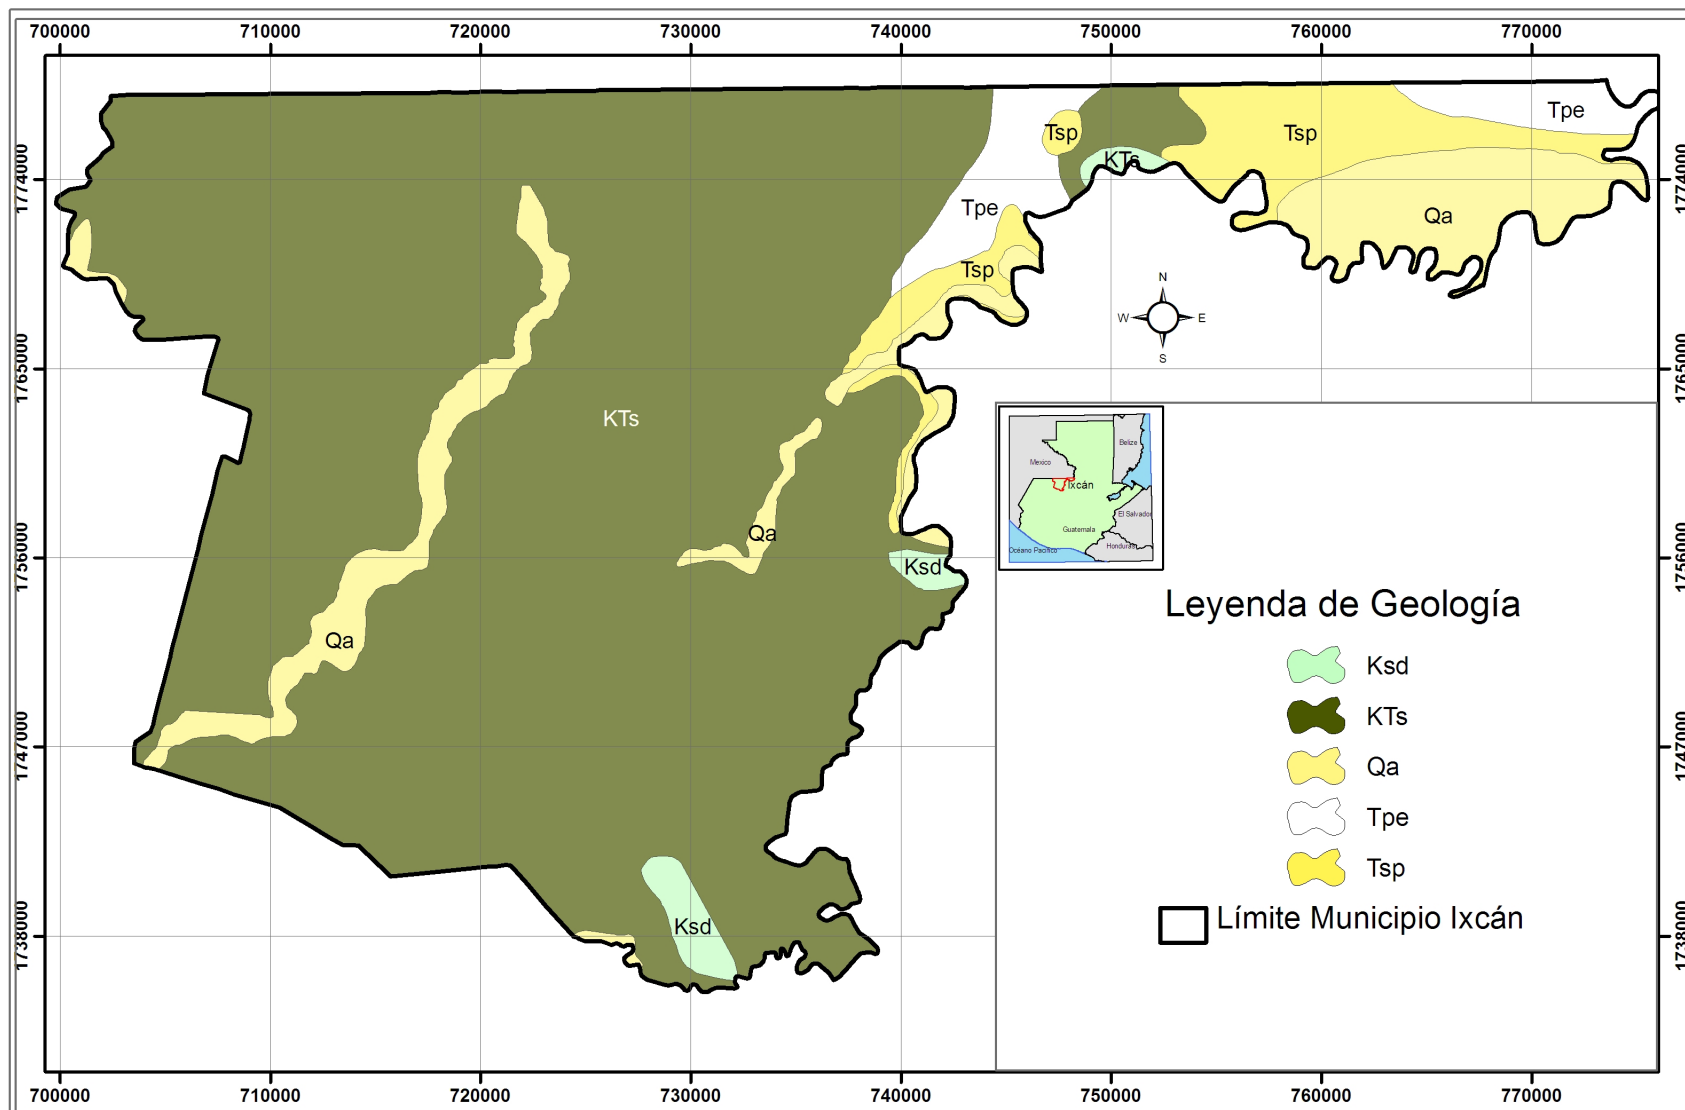 700000 710000 720000 730000 740000 750000 760000 770000
Tpe
Tsp
Tsp
KTs
1774000
1774000
Tpe
Qa
Tsp
N
W
E
S
1765000
1765000
KTs
Belize
Mexico
Ixcán
El Salvador
Guatemala
Honduras
Océano Pacífico
Qa
1756000
1756000
Ksd
Leyenda de Geología
Qa
Ksd
KTs
1747000
1747000
Qa
Tpe
Tsp
Ksd
Límite Municipio Ixcán
1738000
1738000
700000 710000 720000 730000 740000 750000 760000 770000